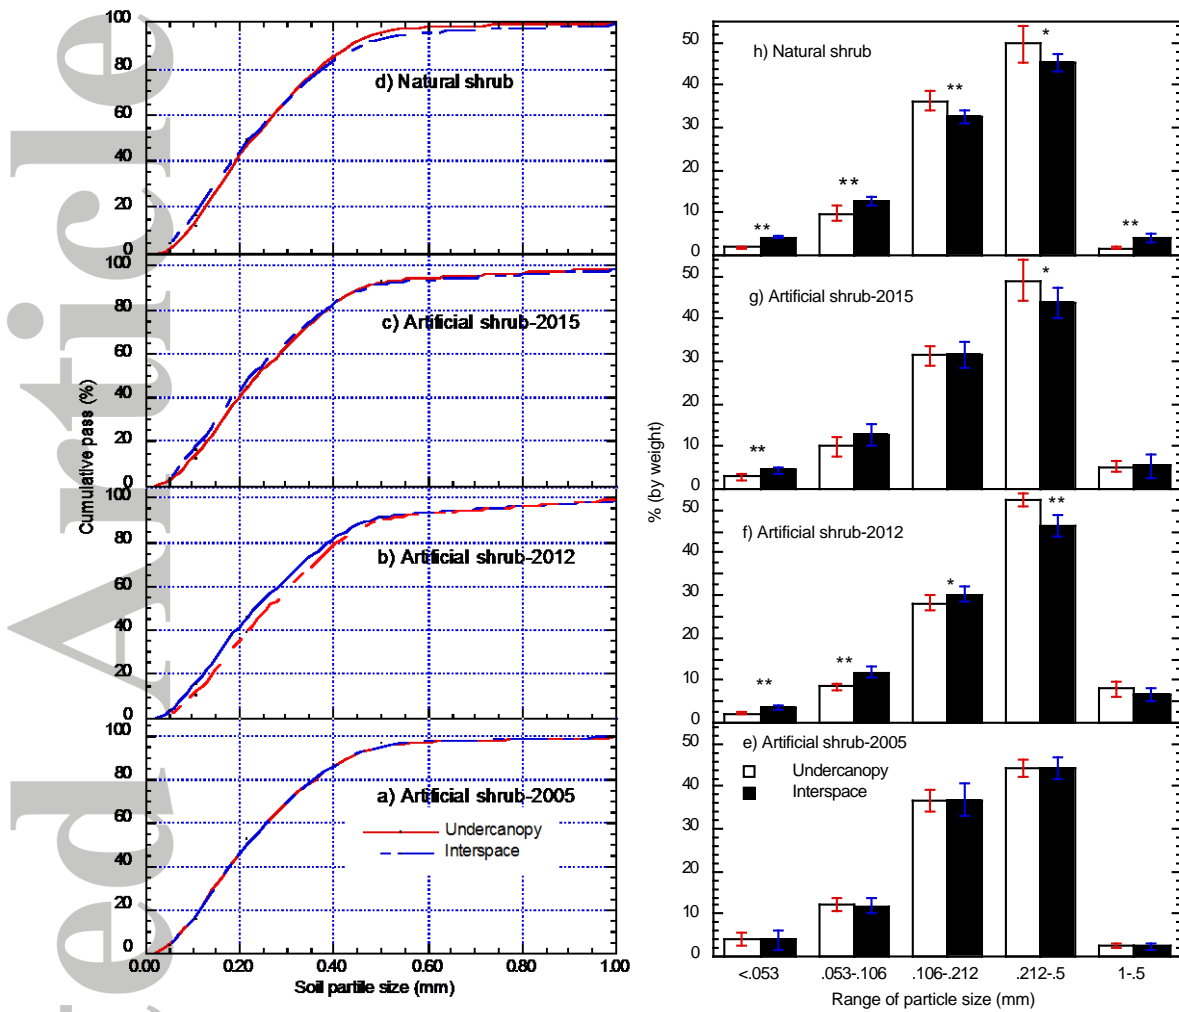 ed Article
Cumulative pass (%)
100
80
60
40
20
0
d) Natural shrub
100
80
60
40
20
0
c) Artificial shrub-2015
100
80
60
40
20
0
b) Artificial shrub-2012
100
80
60
40
20
0
a) Artificial shrub-2005
Undercanopy
Interspace
0.00 0.20 0.40 0.60 0.80 1.00
Soil partile size (mm)
% (by weight)
50
40
30
20
10
0
h) Natural shrub
** ** ** * **
50
40
30
20
10
0
g) Artificial shrub-2015
** *
50
40
30
20
10
0
f) Artificial shrub-2012
** ** * **
50
40
30
20
10
0
e) Artificial shrub-2005
Undercanopy
Interspace
<.053 .053-.106 .106-.212 .212-.5 1-.5
Range of particle size (mm)